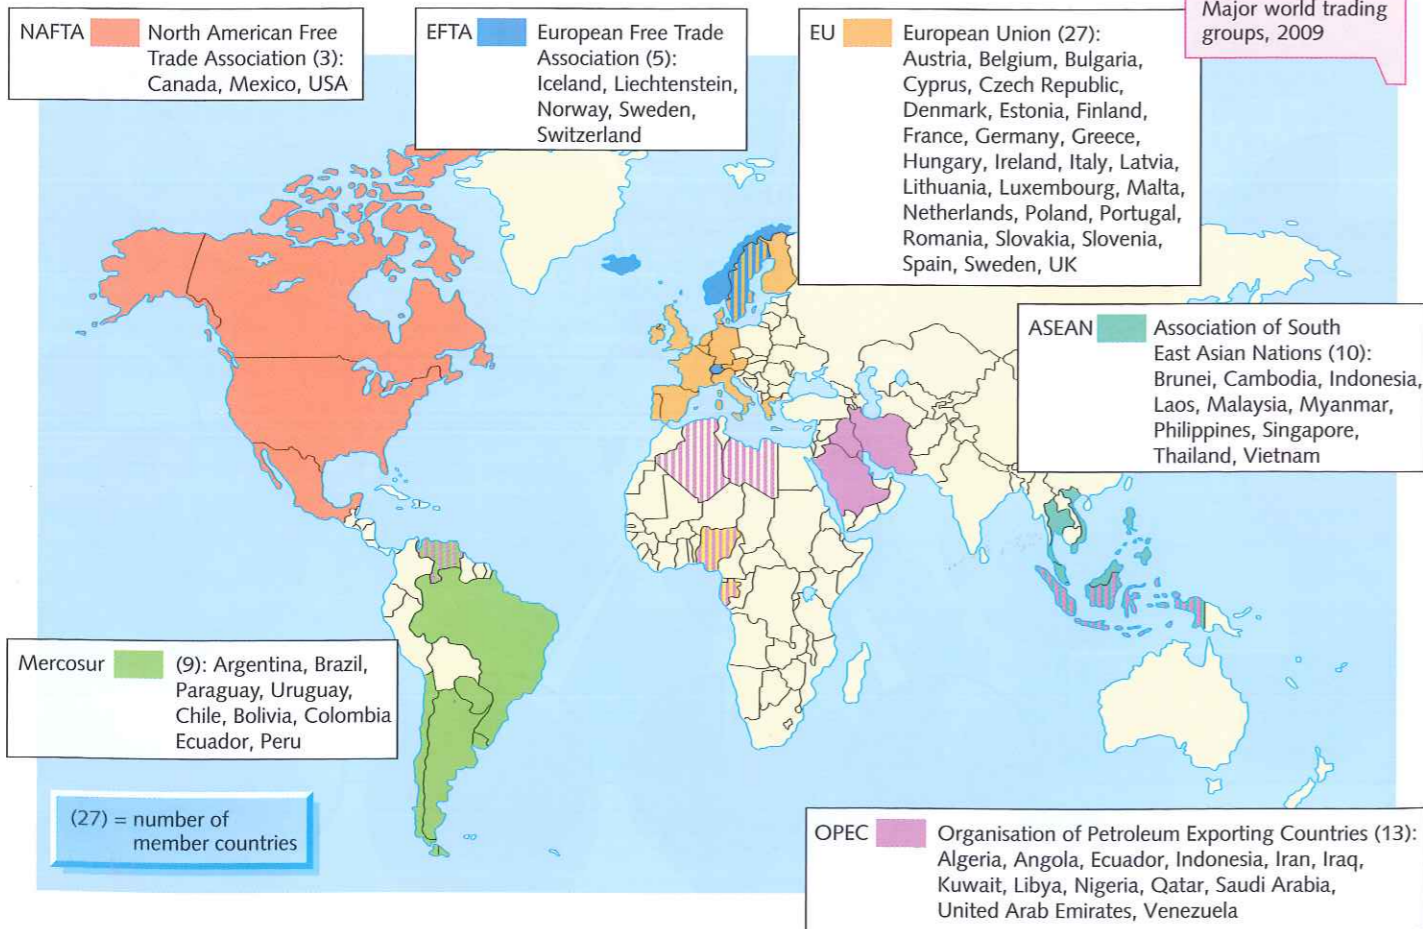 Major world trading
groups, 2009
NAFTA
North American Free
Trade Association (3):
Canada, Mexico, USA
EFTA
European Free Trade
Association (5):
Iceland, Liechtenstein,
Norway, Sweden,
Switzerland
EU
European Union (27):
Austria, Belgium, Bulgaria,
Cyprus, Czech Republic,
Denmark, Estonia, Finland,
France, Germany, Greece,
Hungary, Ireland, Italy, Latvia,
Lithuania, Luxembourg, Malta,
Netherlands, Poland, Portugal,
Romania, Slovakia, Slovenia,
Spain, Sweden, UK
ASEAN
Association of South
East Asian Nations (10):
Brunei, Cambodia, Indonesia,
Laos, Malaysia, Myanmar,
Philippines, Singapore,
Thailand, Vietnam
Mercosur
(9): Argentina, Brazil,
Paraguay, Uruguay,
Chile, Bolivia, Colombia
Ecuador, Peru
(27) = number of
member countries
OPEC
Organisation of Petroleum Exporting Countries (13):
Algeria, Angola, Ecuador, Indonesia, Iran, Iraq,
Kuwait, Libya, Nigeria, Qatar, Saudi Arabia,
United Arab Emirates, Venezuela